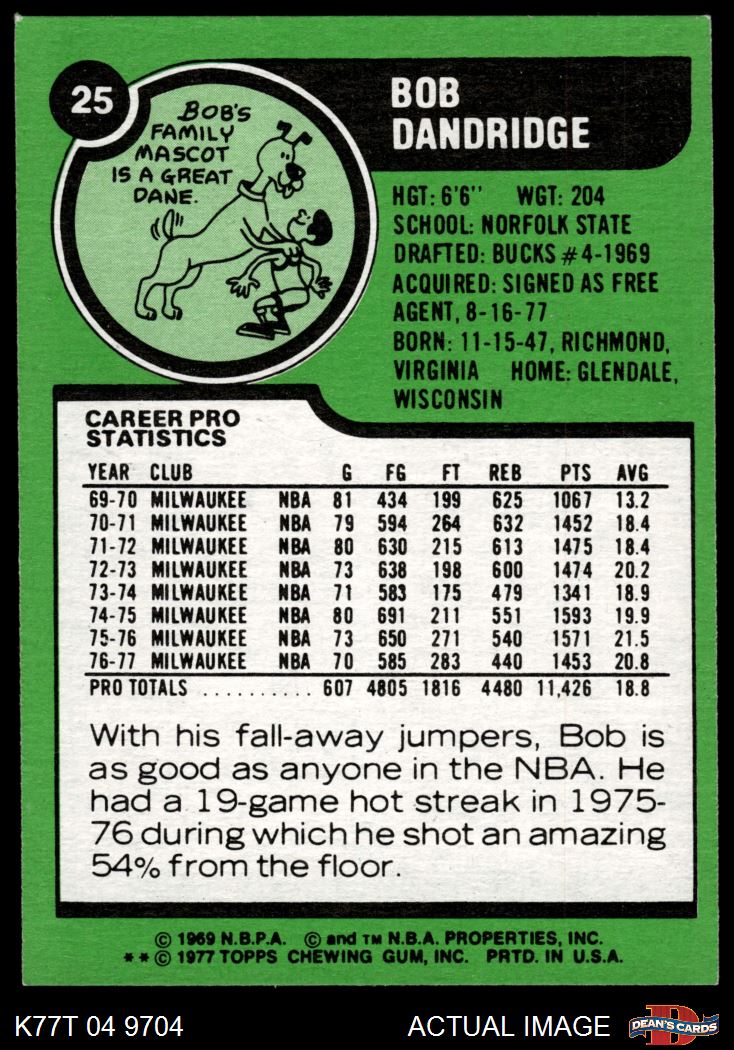 25
BOB
DANDRIDGE
BOB'S
FAMILY
MASCOT
IS A GREAT
DANE.
HGT: 6'6" WGT: 204
SCHOOL: NORFOLK STATE
DRAFTED: BUCKS #4-1969
ACQUIRED: SIGNED AS FREE
AGENT, 8-16-77
BORN: 11-15-47, RICHMOND,
VIRGINIA HOME: GLENDALE,
WISCONSIN
CAREER PRO
STATISTICS
YEAR CLUB G FG FT REB PTS AVG
69-70 MILWAUKEE NBA 81 434 199 625 1067 13.2
70-71 MILWAUKEE NBA 79 594 264 632 1452 18.4
71-72 MILWAUKEE NBA 80 630 215 613 1475 18.4
72-73 MILWAUKEE NBA 73 638 198 600 1474 20.2
73-74 MILWAUKEE NBA 71 583 175 479 1341 18.9
74-75 MILWAUKEE NBA 80 691 211 551 1593 19.9
75-76 MILWAUKEE NBA 73 650 271 540 1571 21.5
76-77 MILWAUKEE NBA 70 585 283 440 1453 20.8
PRO TOTALS .......... 607 4805 1816 4480 11,426 18.8
With his fall-away jumpers, Bob is
as good as anyone in the NBA. He
had a 19-game hot streak in 1975-
76 during which he shot an amazing
54% from the floor.
© 1969 N.B.P.A. © and TM N.B.A. PROPERTIES, INC.
** © 1977 TOPPS CHEWING GUM, INC. PRTD. IN U.S.A.
K77T 04 9704 ACTUAL IMAGE DEAN'S CARDS